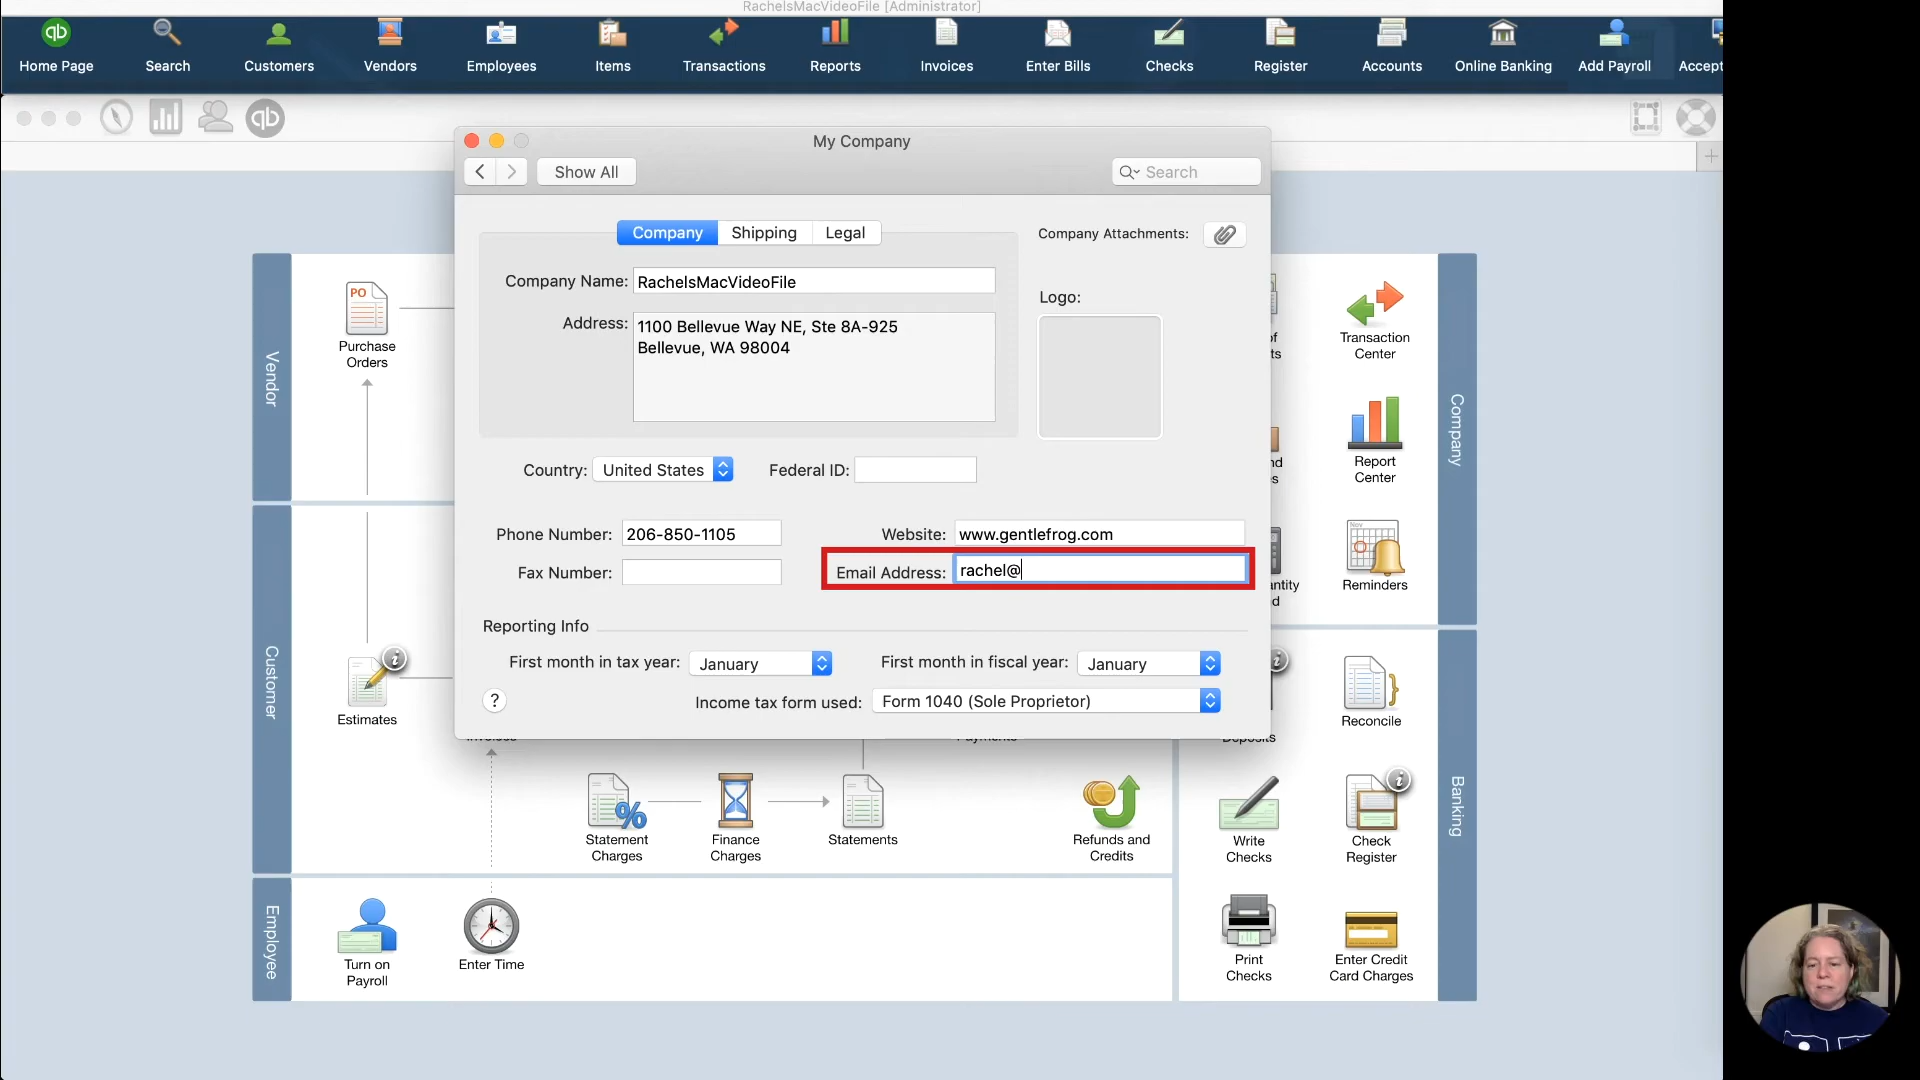 RachelsMacVideoFile [Administrator]
qb
Home Page
Search
Customers
Vendors
Employees
Items
Transactions
Reports
Invoices
Enter Bills
Checks
Register
Accounts
Online Banking
Add Payroll
Accept
qb
My Company
Show All
Search
Company
Shipping
Legal
Company Attachments:
Company Name:
RachelsMacVideoFile
Address:
1100 Bellevue Way NE, Ste 8A-925
Bellevue, WA 98004
Logo:
Country:
United States
Federal ID:
Phone Number:
206-850-1105
Website:
www.gentlefrog.com
Fax Number:
Email Address:
rachel@
Reporting Info
First month in tax year:
January
First month in fiscal year:
January
?
Income tax form used:
Form 1040 (Sole Proprietor)
Vendor
PO
Purchase
Orders
Customer
Estimates
Statement
Charges
Finance
Charges
Statements
Refunds and
Credits
Employee
Turn on
Payroll
Enter Time
Company
Transaction
Center
Report
Center
Nov
Reminders
Banking
Reconcile
Deposits
Write
Checks
Check
Register
Print
Checks
Enter Credit
Card Charges